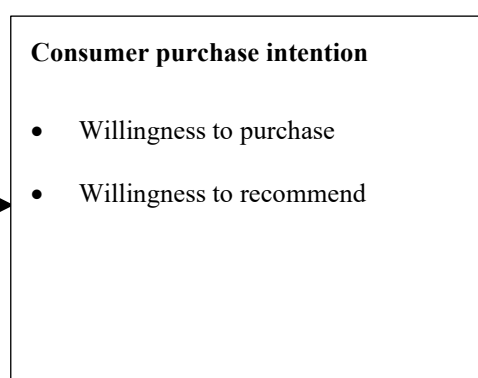 Consumer purchase intention
• Willingness to purchase
• Willingness to recommend